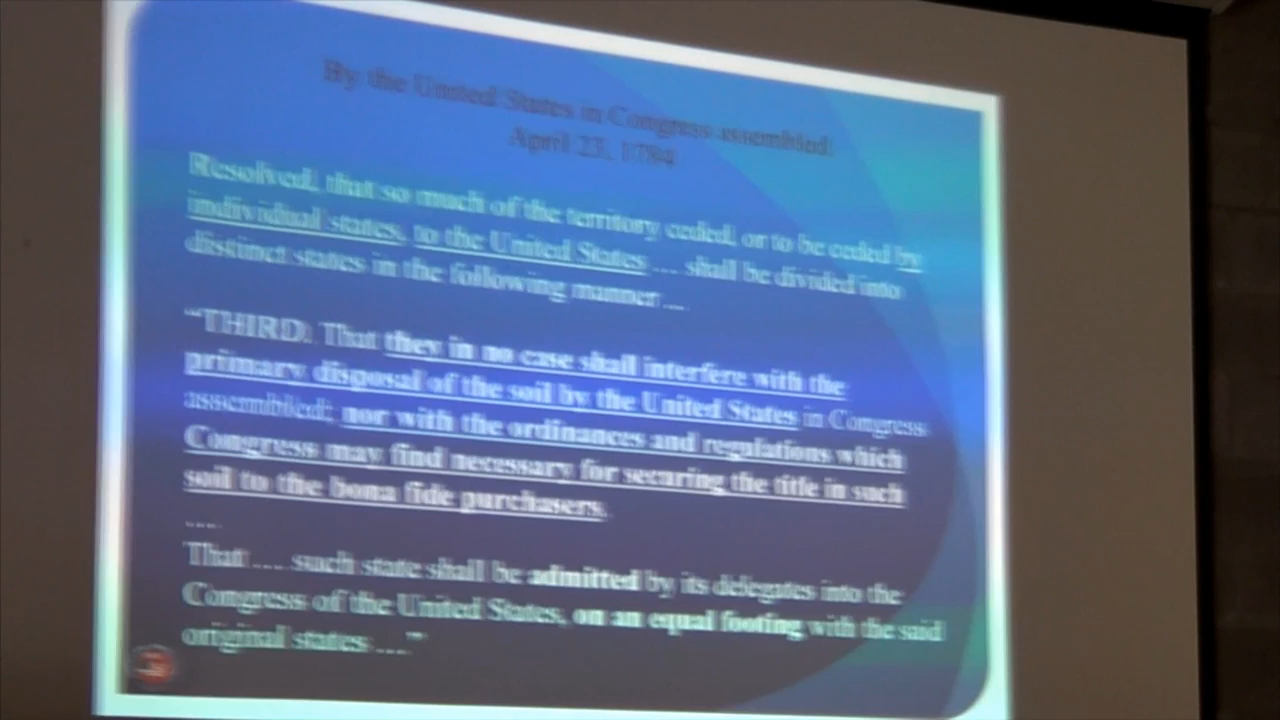 By the United States in Congress assembled:
April 23, 1784
Resolved, that so much of the territory ceded, or to be ceded by
individual states, to the United States .... shall be divided into
distinct states in the following manner ....
“THIRD: That they in no case shall interfere with the
primary disposal of the soil by the United States in Congress
assembled; nor with the ordinances and regulations which
Congress may find necessary for securing the title in such
soil to the bona fide purchasers.
....
That .... such state shall be admitted by its delegates into the
Congress of the United States, on an equal footing with the said
original states ....”